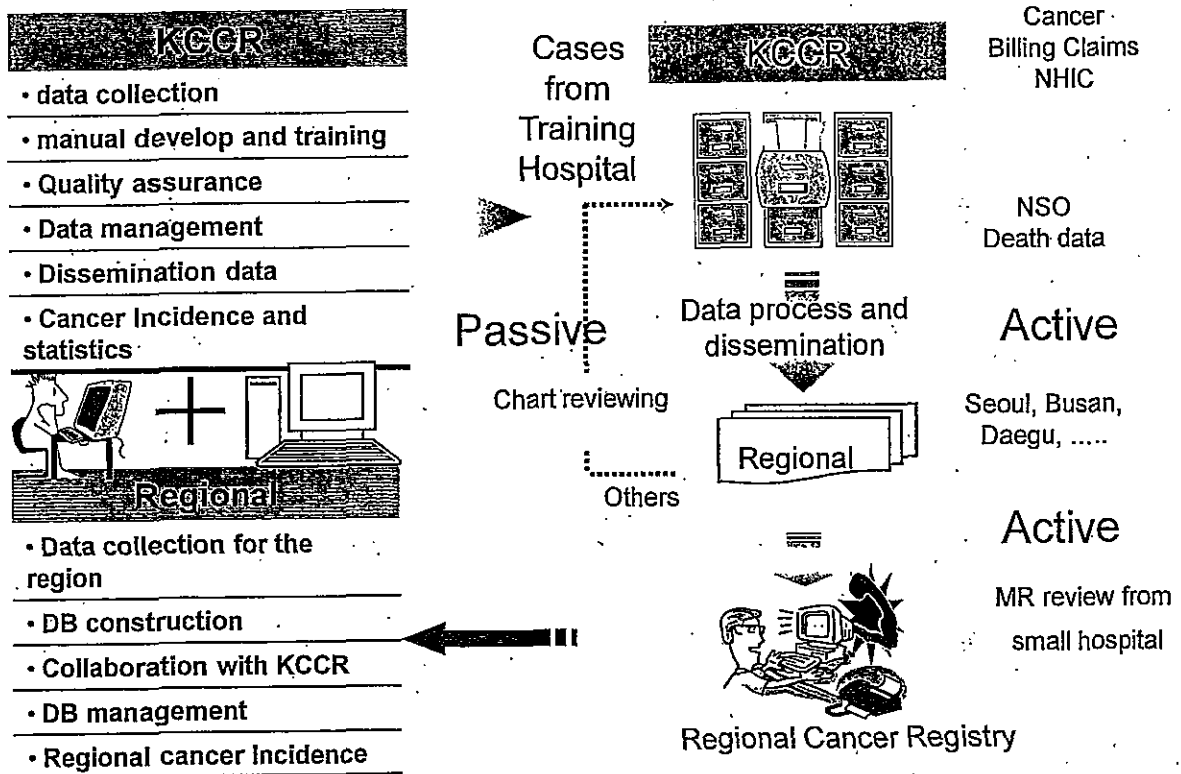 KCCR
• data collection
• manual develop and training
• Quality assurance
• Data management
• Dissemination data
• Cancer Incidence and
statistics
Regional
• Data collection for the
region
• DB construction
• Collaboration with KCCR
• DB management
• Regional cancer Incidence
Cases
from
Training
Hospital
Passive
Chart reviewing
Others
KCCR
Data process and
dissemination
Regional
Regional Cancer Registry
Cancer
Billing Claims
NHIC
NSO
Death data
Active
Seoul, Busan,
Daegu, .....
Active
MR review from
small hospital